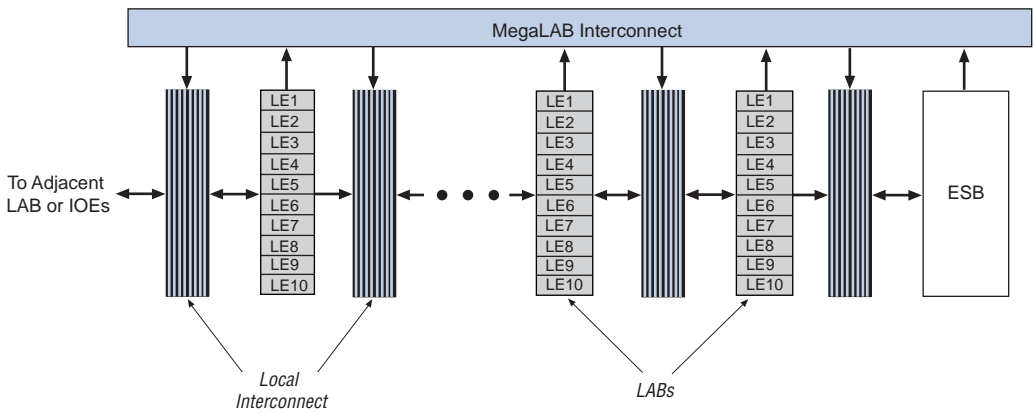 MegaLAB Interconnect
LE1
LE2
LE3
LE4
LE5
LE6
LE7
LE8
LE9
LE10
LE1
LE2
LE3
LE4
LE5
LE6
LE7
LE8
LE9
LE10
LE1
LE2
LE3
LE4
LE5
LE6
LE7
LE8
LE9
LE10
To Adjacent
LAB or IOEs
ESB
Local
Interconnect
LABs